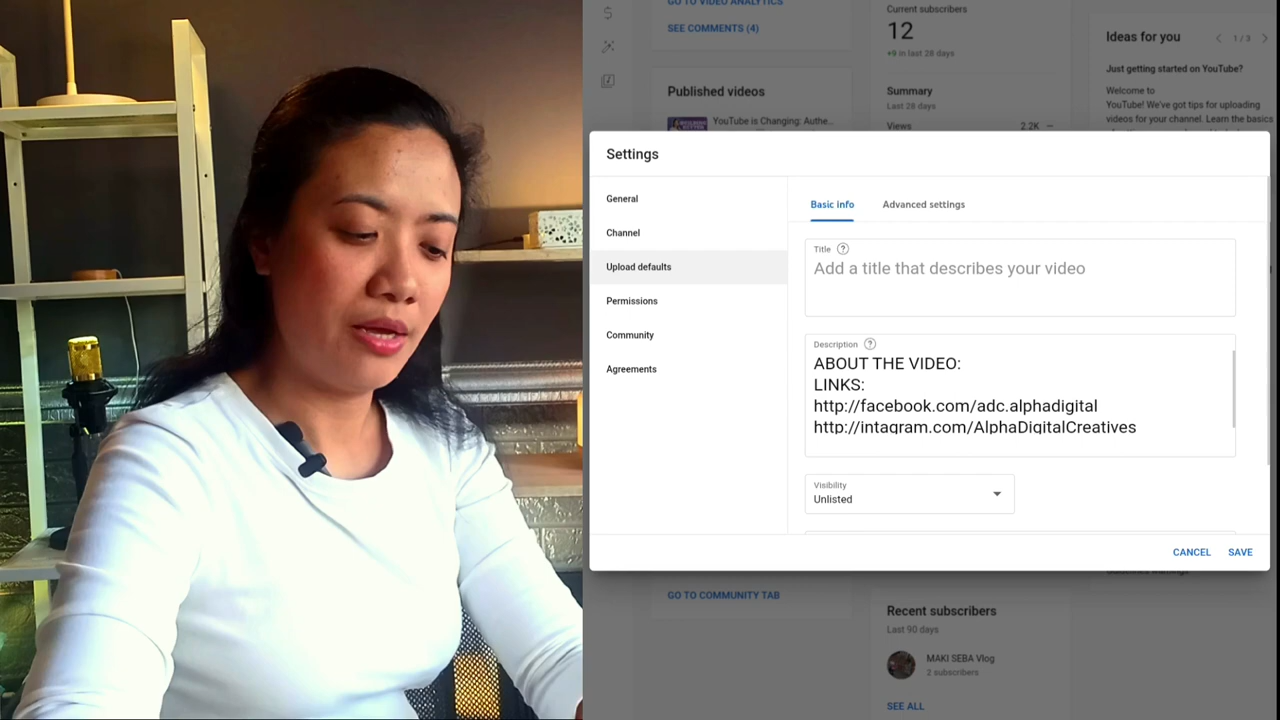 GO TO VIDEO ANALYTICS
SEE COMMENTS (4)
Published videos
YouTube is Changing: Authe...
Current subscribers
12
+9 in last 28 days
Summary
Last 28 days
Views 2.2K —
Ideas for you
1 / 3
Just getting started on YouTube?
Welcome to
YouTube! We've got tips for uploading
videos for your channel. Learn the basics
Settings
General
Channel
Upload defaults
Permissions
Community
Agreements
Basic info
Advanced settings
Title
Add a title that describes your video
Description
ABOUT THE VIDEO:
LINKS:
http://facebook.com/adc.alphadigital
http://intagram.com/AlphaDigitalCreatives
Visibility
Unlisted
CANCEL
SAVE
GO TO COMMUNITY TAB
Recent subscribers
Last 90 days
MAKI SEBA Vlog
2 subscribers
SEE ALL